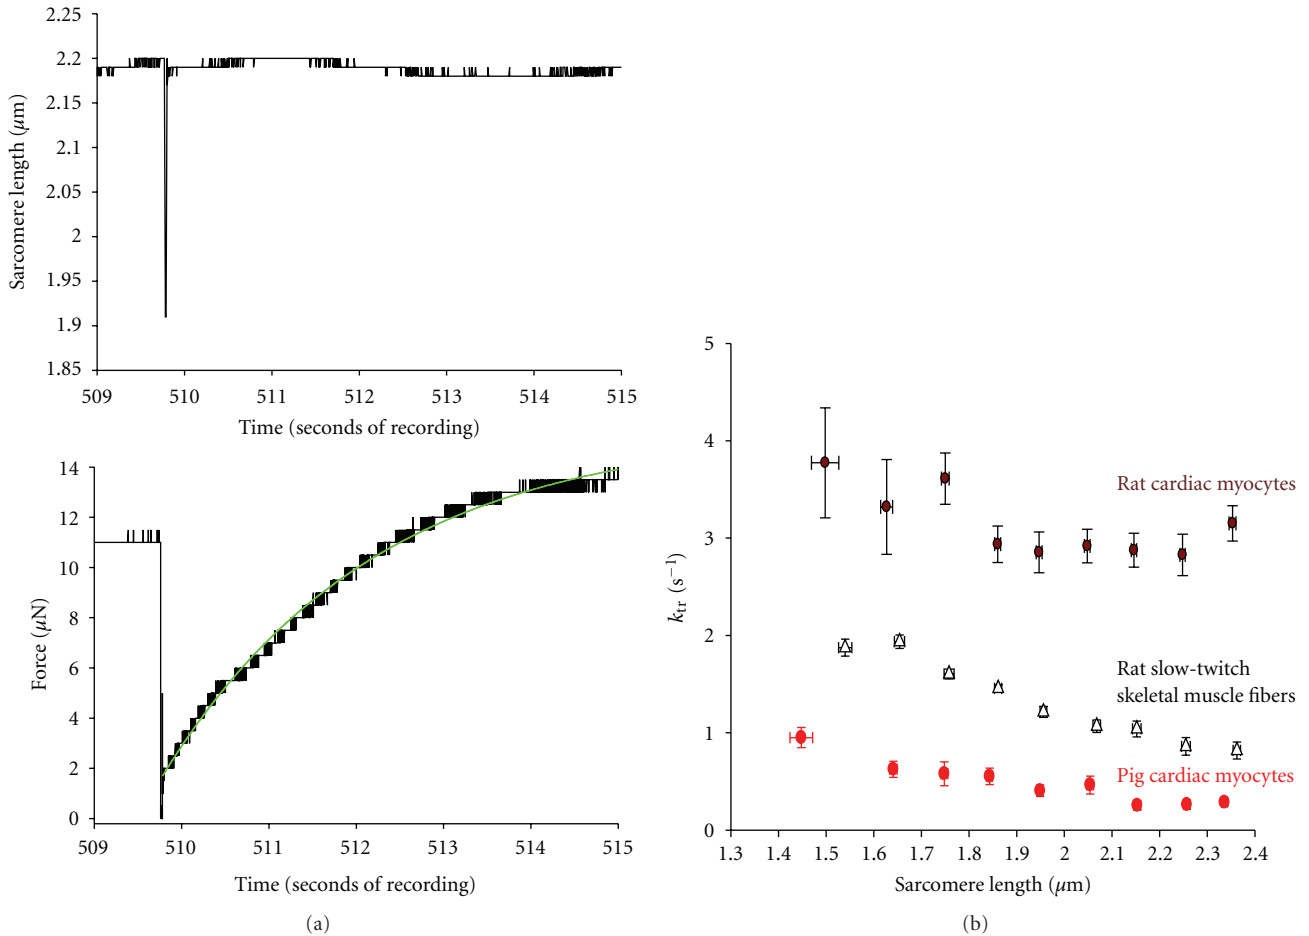 2.25
2.2
2.15
2.1
2.05
2
1.95
1.9
1.85
Sarcomere length (μm)
509 510 511 512 513 514 515
Time (seconds of recording)
14
12
10
8
6
4
2
0
Force (μN)
509 510 511 512 513 514 515
Time (seconds of recording)
(a)
5
4
3
2
1
0
k_tr (s⁻¹)
Rat cardiac myocytes
Rat slow-twitch
skeletal muscle fibers
Pig cardiac myocytes
1.3 1.4 1.5 1.6 1.7 1.8 1.9 2 2.1 2.2 2.3 2.4
Sarcomere length (μm)
(b)